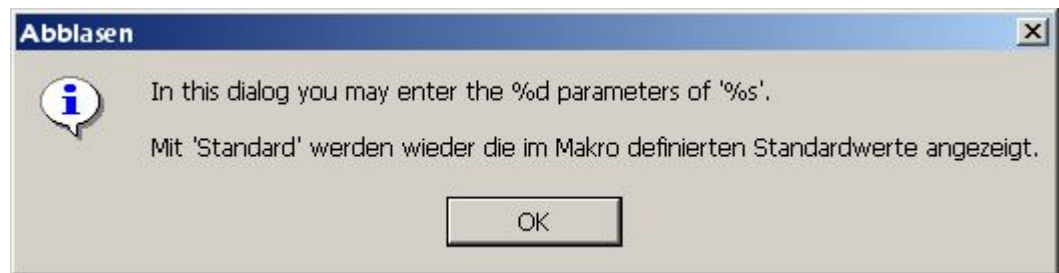 Abblasen
In this dialog you may enter the %d parameters of '%s'.
Mit 'Standard' werden wieder die im Makro definierten Standardwerte angezeigt.
OK